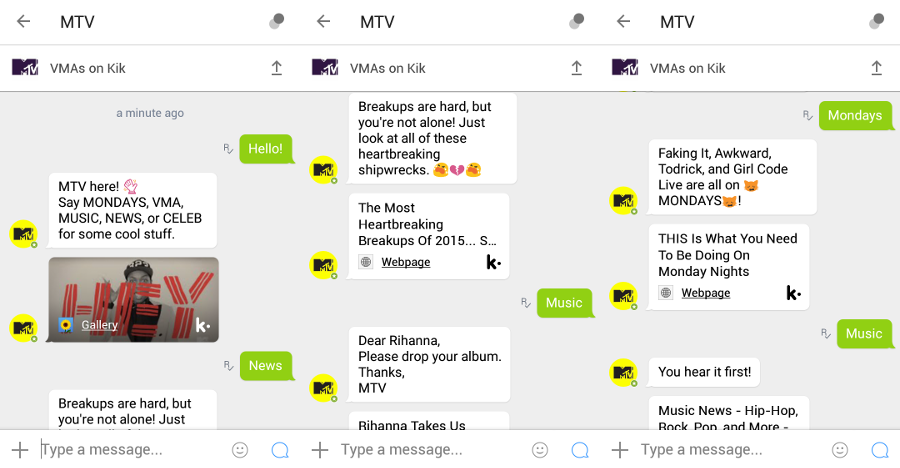 MTV
VMAs on Kik
a minute ago
R Hello!
MTV here!
Say MONDAYS, VMA,
MUSIC, NEWS, or CELEB
for some cool stuff.
HEY
Gallery
k·
R News
Breakups are hard, but
you're not alone! Just
Type a message...
MTV
VMAs on Kik
Breakups are hard, but
you're not alone! Just
look at all of these
heartbreaking
shipwrecks.
The Most
Heartbreaking
Breakups Of 2015... S...
Webpage
k·
R Music
Dear Rihanna,
Please drop your album.
Thanks,
MTV
Rihanna Takes Us
Type a message...
MTV
VMAs on Kik
R Mondays
Faking It, Awkward,
Todrick, and Girl Code
Live are all on
MONDAYS !
THIS Is What You Need
To Be Doing On
Monday Nights
Webpage
k·
R Music
You hear it first!
Music News - Hip-Hop,
Rock, Pop, and More -
Type a message...